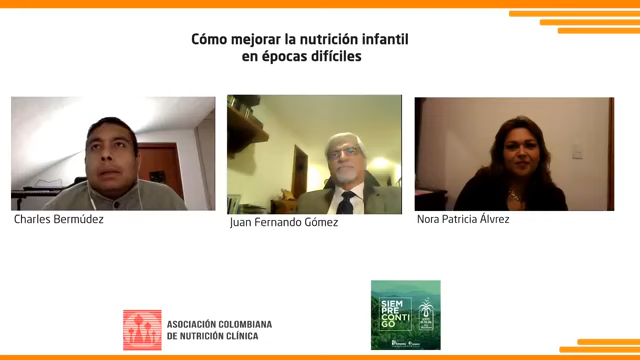 Cómo mejorar la nutrición infantil
en épocas difíciles
Charles Bermúdez
Juan Fernando Gómez
Nora Patricia Álvrez
ASOCIACIÓN COLOMBIANA
DE NUTRICIÓN CLÍNICA
SIEM
PRE
CONTI
GO